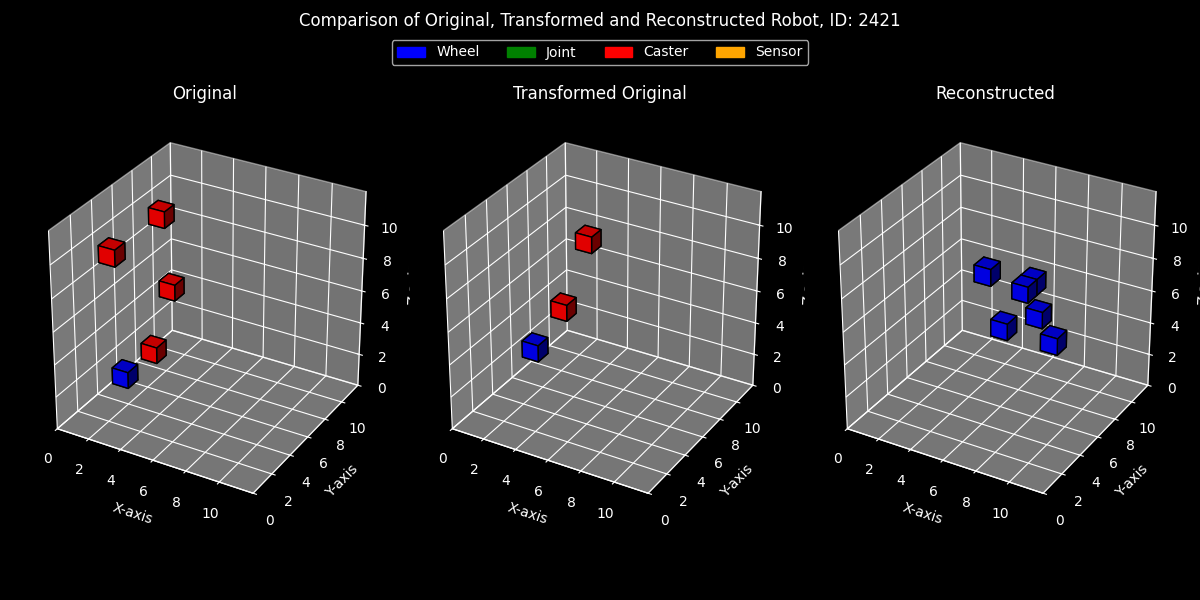 Comparison of Original, Transformed and Reconstructed Robot, ID: 2421
Wheel Joint Caster Sensor
Original
0 2 4 6 8 10
X-axis
0 2 4 6 8 10
Y-axis
0 2 4 6 8 10
Transformed Original
0 2 4 6 8 10
X-axis
0 2 4 6 8 10
Y-axis
0 2 4 6 8 10
Reconstructed
0 2 4 6 8 10
X-axis
0 2 4 6 8 10
Y-axis
0 2 4 6 8 10